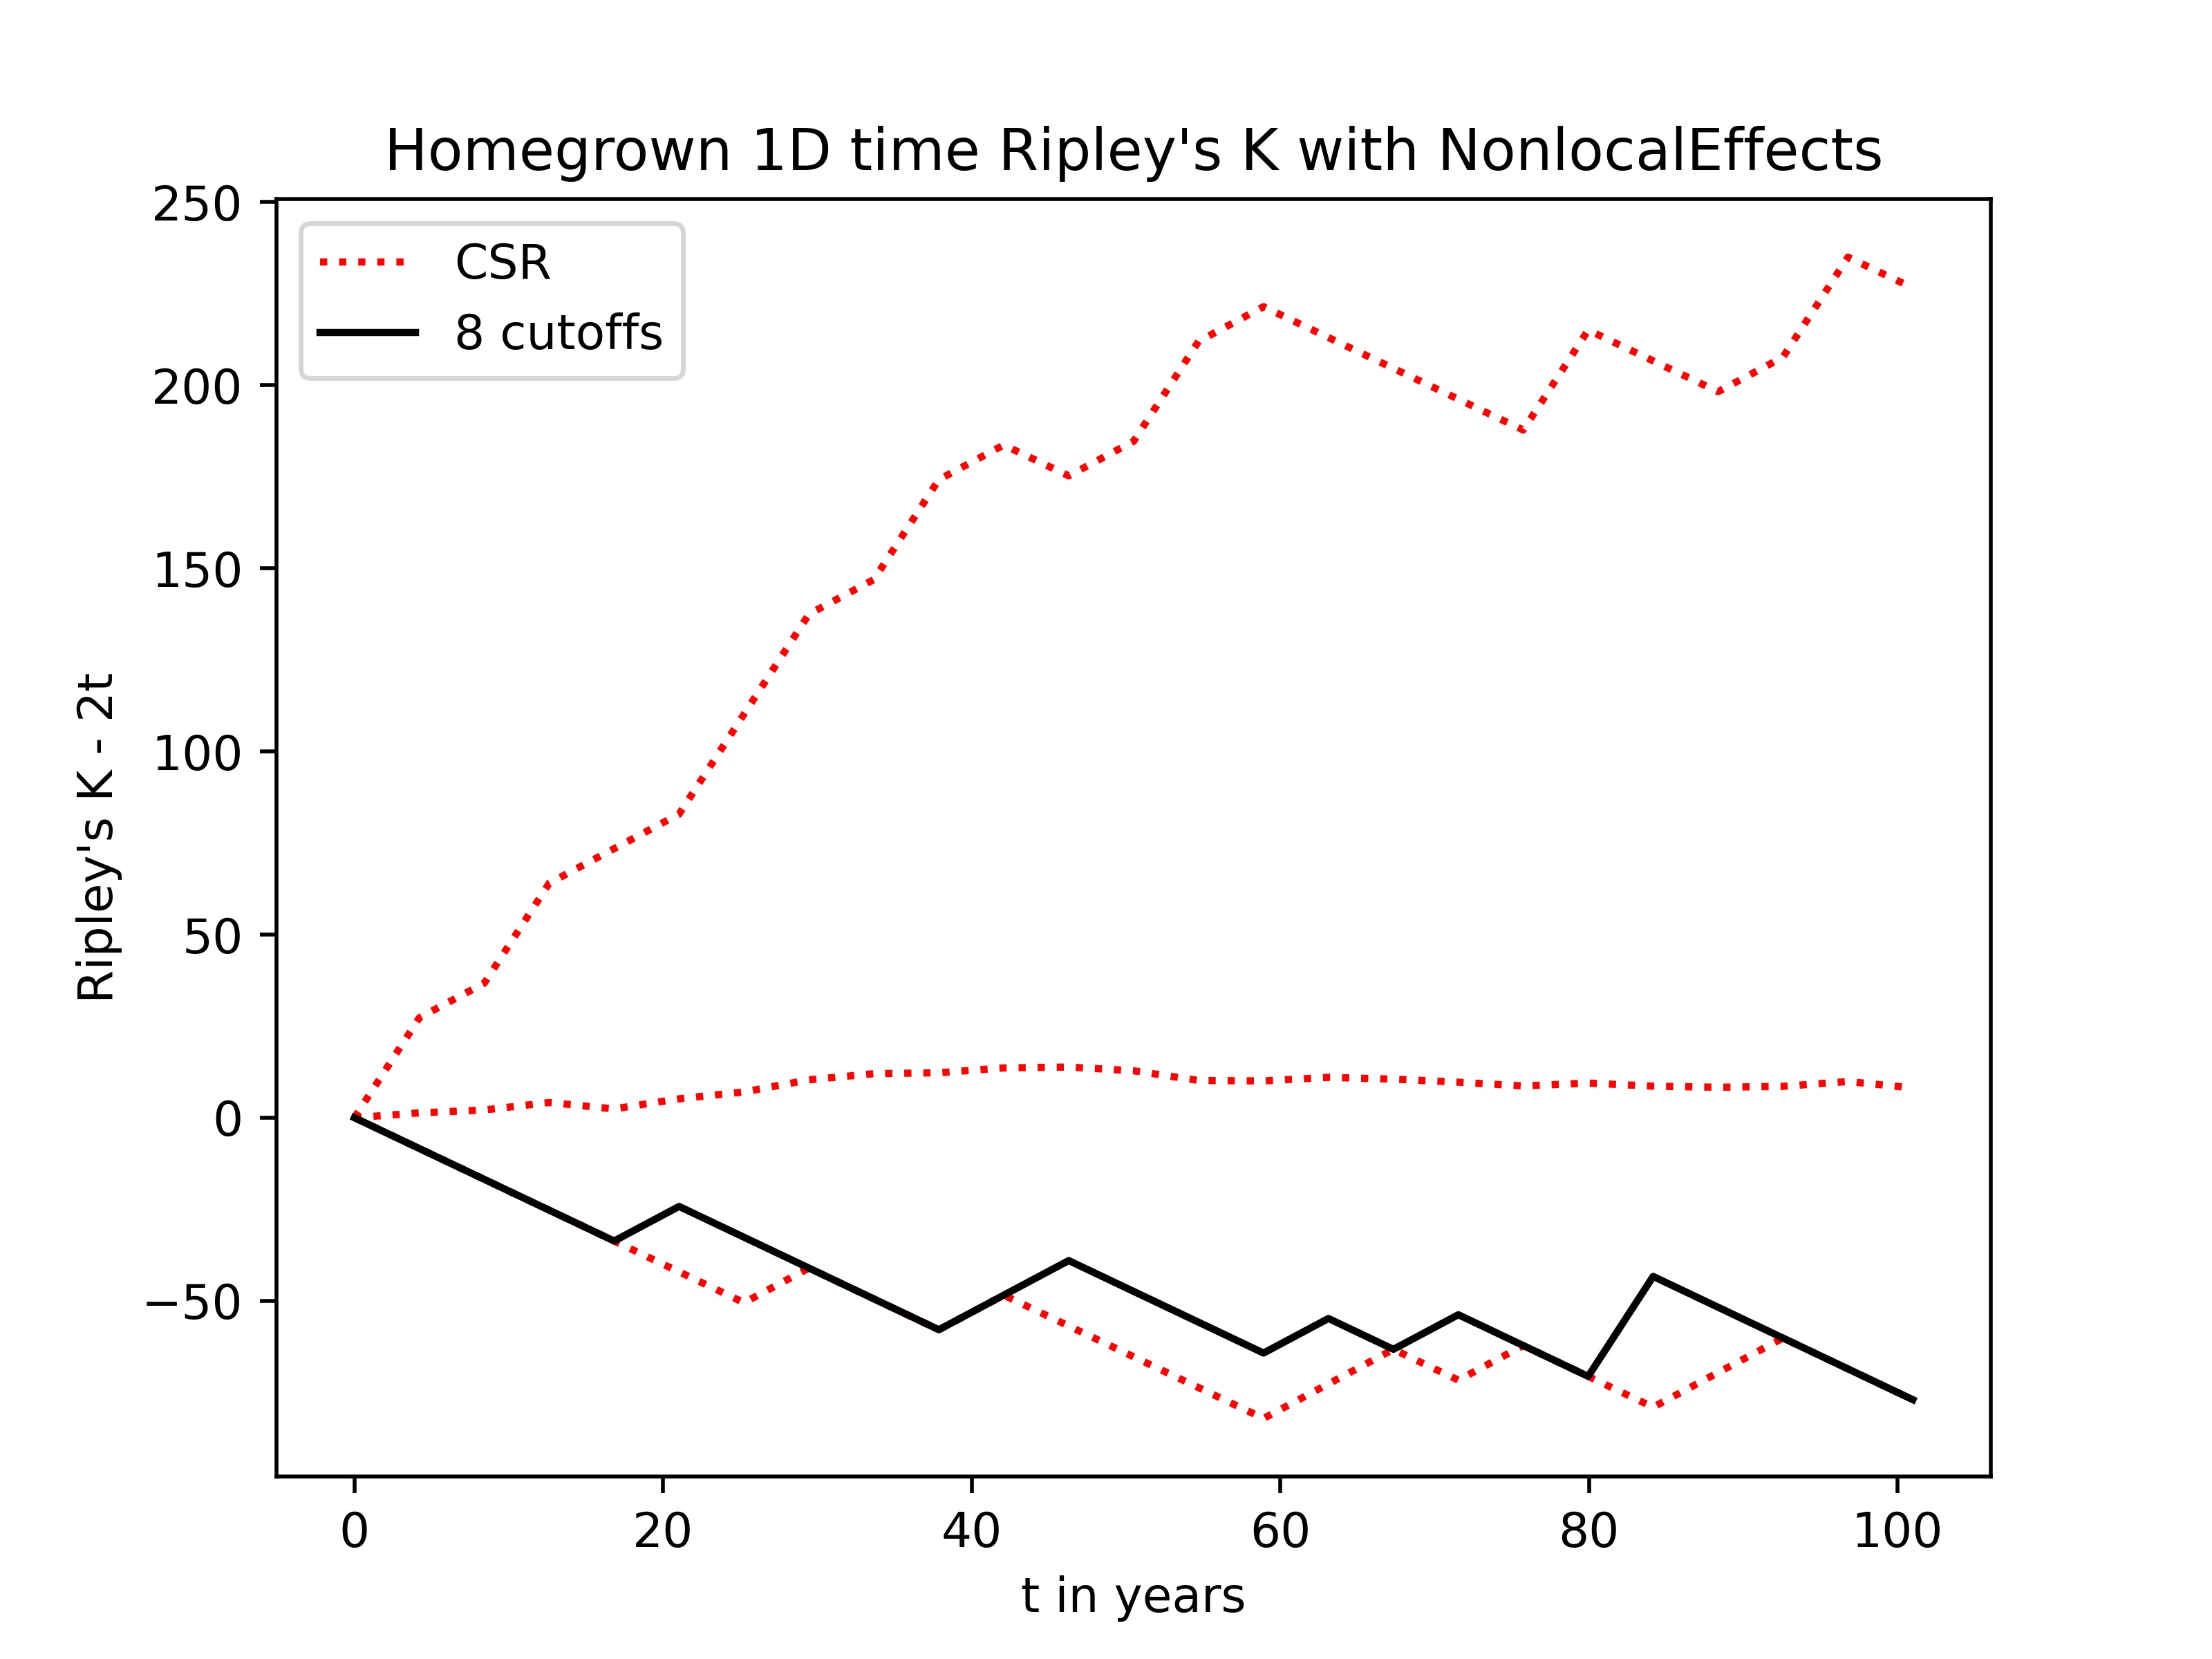 Homegrown 1D time Ripley's K with NonlocalEffects
CSR
8 cutoffs
250
200
150
100
50
0
−50
Ripley's K - 2t
0 20 40 60 80 100
t in years